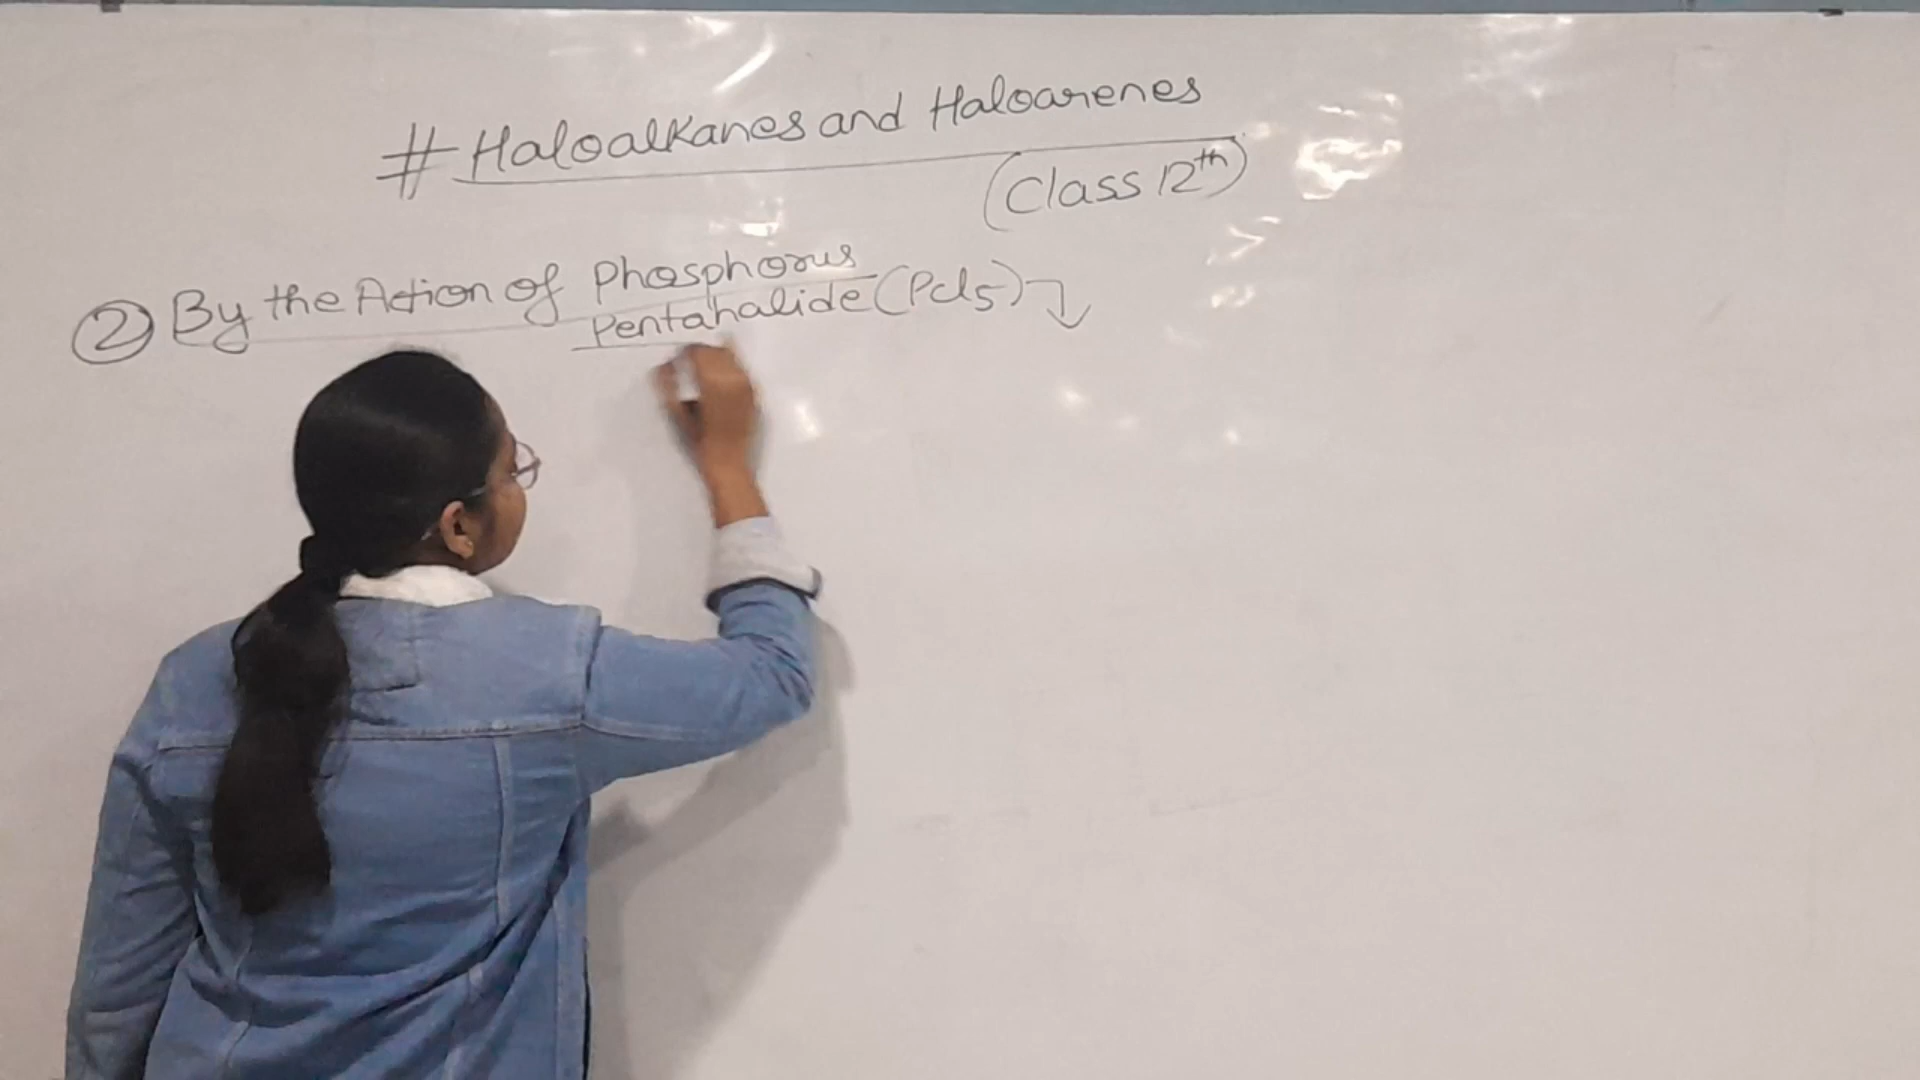 # Haloalkanes and Haloarenes
(Class 12th)
② By the Action of Phosphorus
Pentahalide (Pcl5)